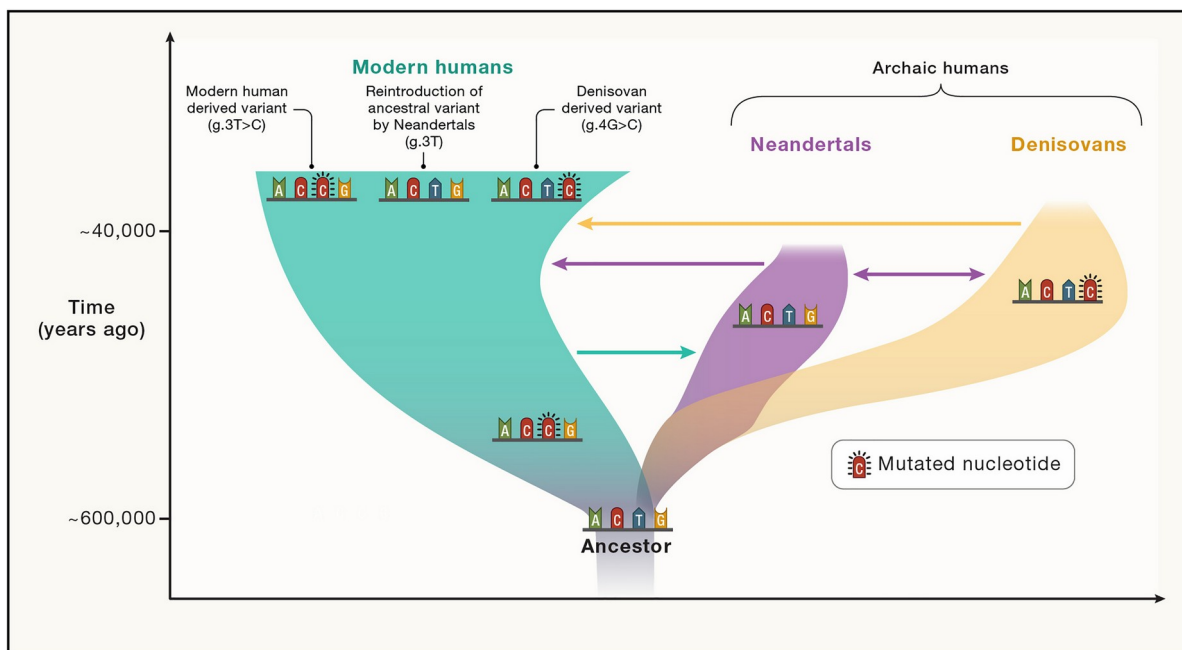 Modern humans
Archaic humans
Modern human
derived variant
(g.3T>C)
Reintroduction of
ancestral variant
by Neandertals
(g.3T)
Denisovan
derived variant
(g.4G>C)
Neandertals
Denisovans
A C C G
A C T G
A C T C
~40,000
A C T C
Time
(years ago)
A C T G
A C C G
C Mutated nucleotide
~600,000
A C T G
Ancestor